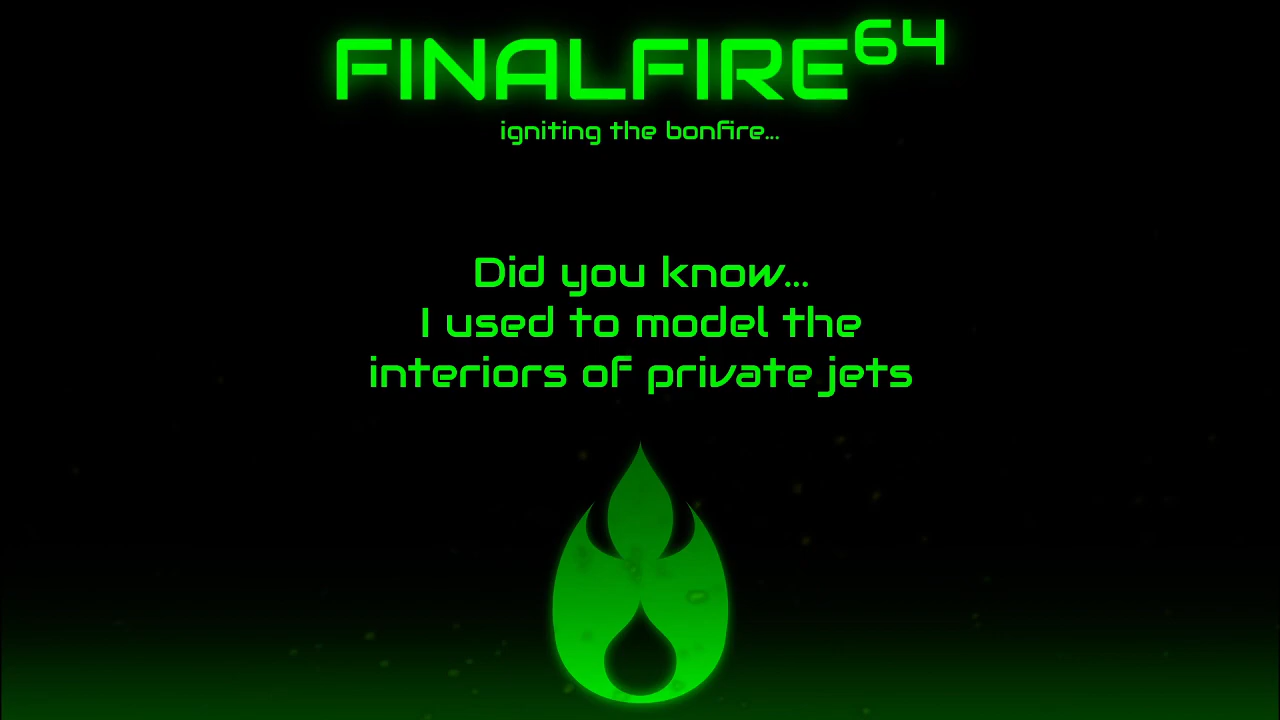 FINALFIRE64
igniting the bonfire...
Did you know...
I used to model the
interiors of private jets